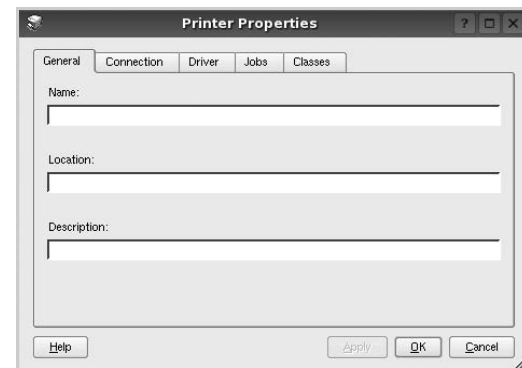 Printer Properties
General Connection Driver Jobs Classes
Name:
Location:
Description:
Help Apply OK Cancel